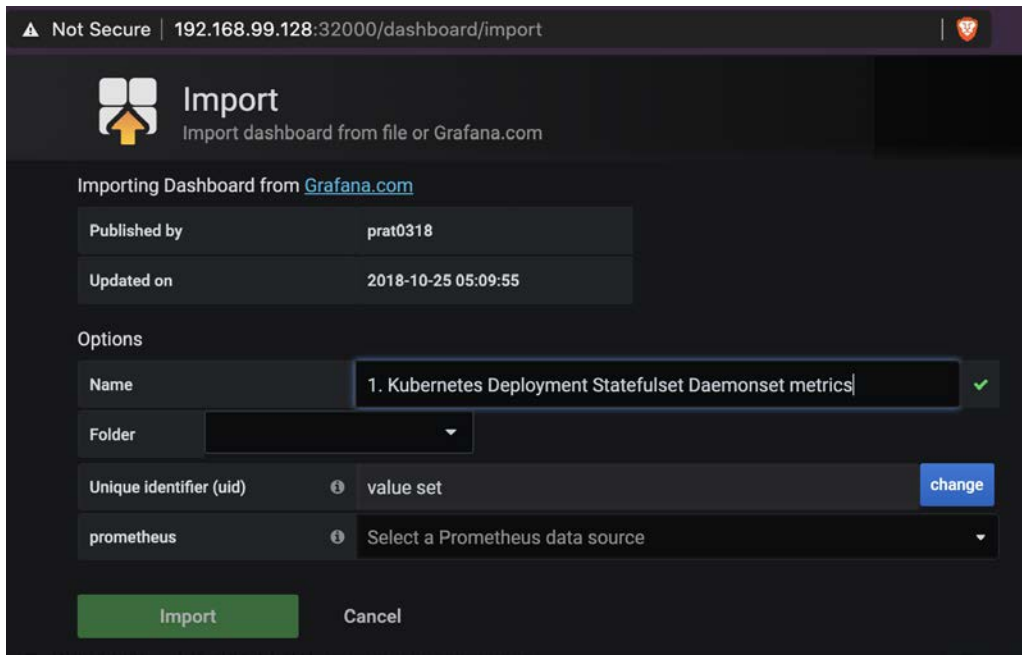 Not Secure | 192.168.99.128:32000/dashboard/import
Import
Import dashboard from file or Grafana.com
Importing Dashboard from Grafana.com
Published by prat0318
Updated on 2018-10-25 05:09:55
Options
Name 1. Kubernetes Deployment Statefulset Daemonset metrics
Folder
Unique identifier (uid) value set change
prometheus Select a Prometheus data source
Import Cancel